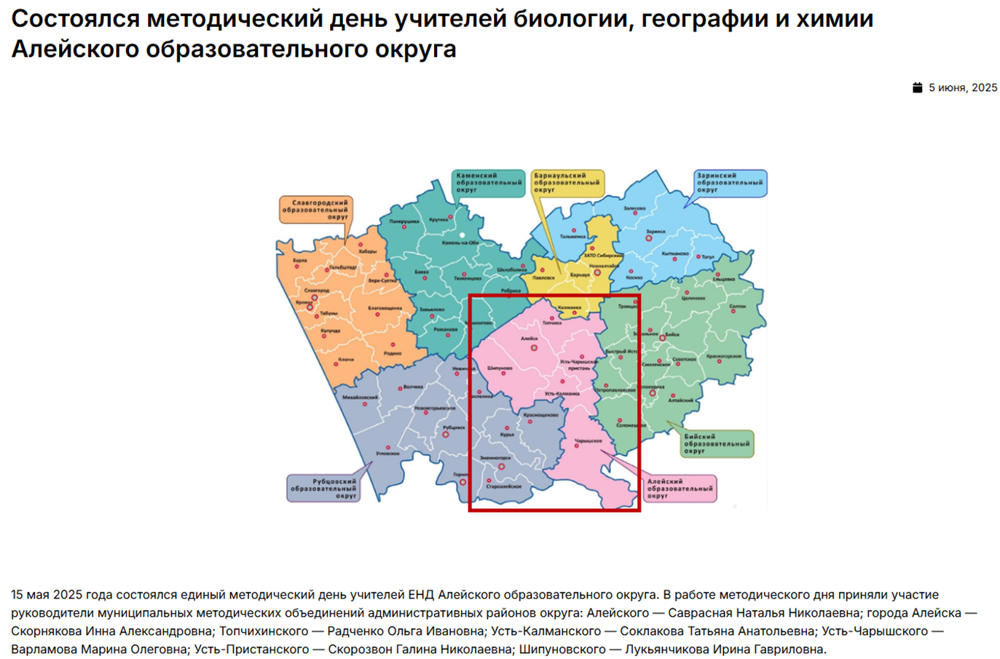 Состоялся методический день учителей биологии, географии и химии
Алейского образовательного округа
5 июня, 2025
Каменский
образовательный
округ
Барнаульский
образовательный
округ
Заринский
образовательный
округ
Славгородский
образовательный
округ
Панкрушиха
Крутиха
Камень-на-Оби
Хабары
Бурла
Гальбштадт
Верх-Суетка
Славгород
Яровое
Табуны
Благовещенка
Кулунда
Родино
Ключи
Баево
Тюменцево
Шелаболиха
Ребриха
Завьялово
Романово
Залесово
Тальменка
Заринск
ЗАТО Сибирский
Новоалтайск
Кытманово
Тогул
Павловск
Барнаул
Косиха
Ельцовка
Калманка
Целинное
Солтон
Топчиха
Алейск
Бийск
Быстрый Исто
Усть-Чарышская
пристань
Смоленское
Советское
Красногорское
Шипуново
Усть-Калманка
Петропавловское
Алтайский
Михайловский
Волчиха
Новоегорьевское
Краснощеково
Рубцовск
Курья
Солонешное
Чарышское
Угловское
Змеиногорск
Староалейское
Бийский
образовательный
округ
Рубцовский
образовательный
округ
Алейский
образовательный
округ
15 мая 2025 года состоялся единый методический день учителей ЕНД Алейского образовательного округа. В работе методического дня приняли участие
руководители муниципальных методических объединений административных районов округа: Алейского — Саврасная Наталья Николаевна; города Алейска —
Скорнякова Инна Александровна; Топчихинского — Радченко Ольга Ивановна; Усть-Калманского — Соклакова Татьяна Анатольевна; Усть-Чарышского —
Варламова Марина Олеговна; Усть-Пристанского — Скорозвон Галина Николаевна; Шипуновского — Лукьянчикова Ирина Гавриловна.